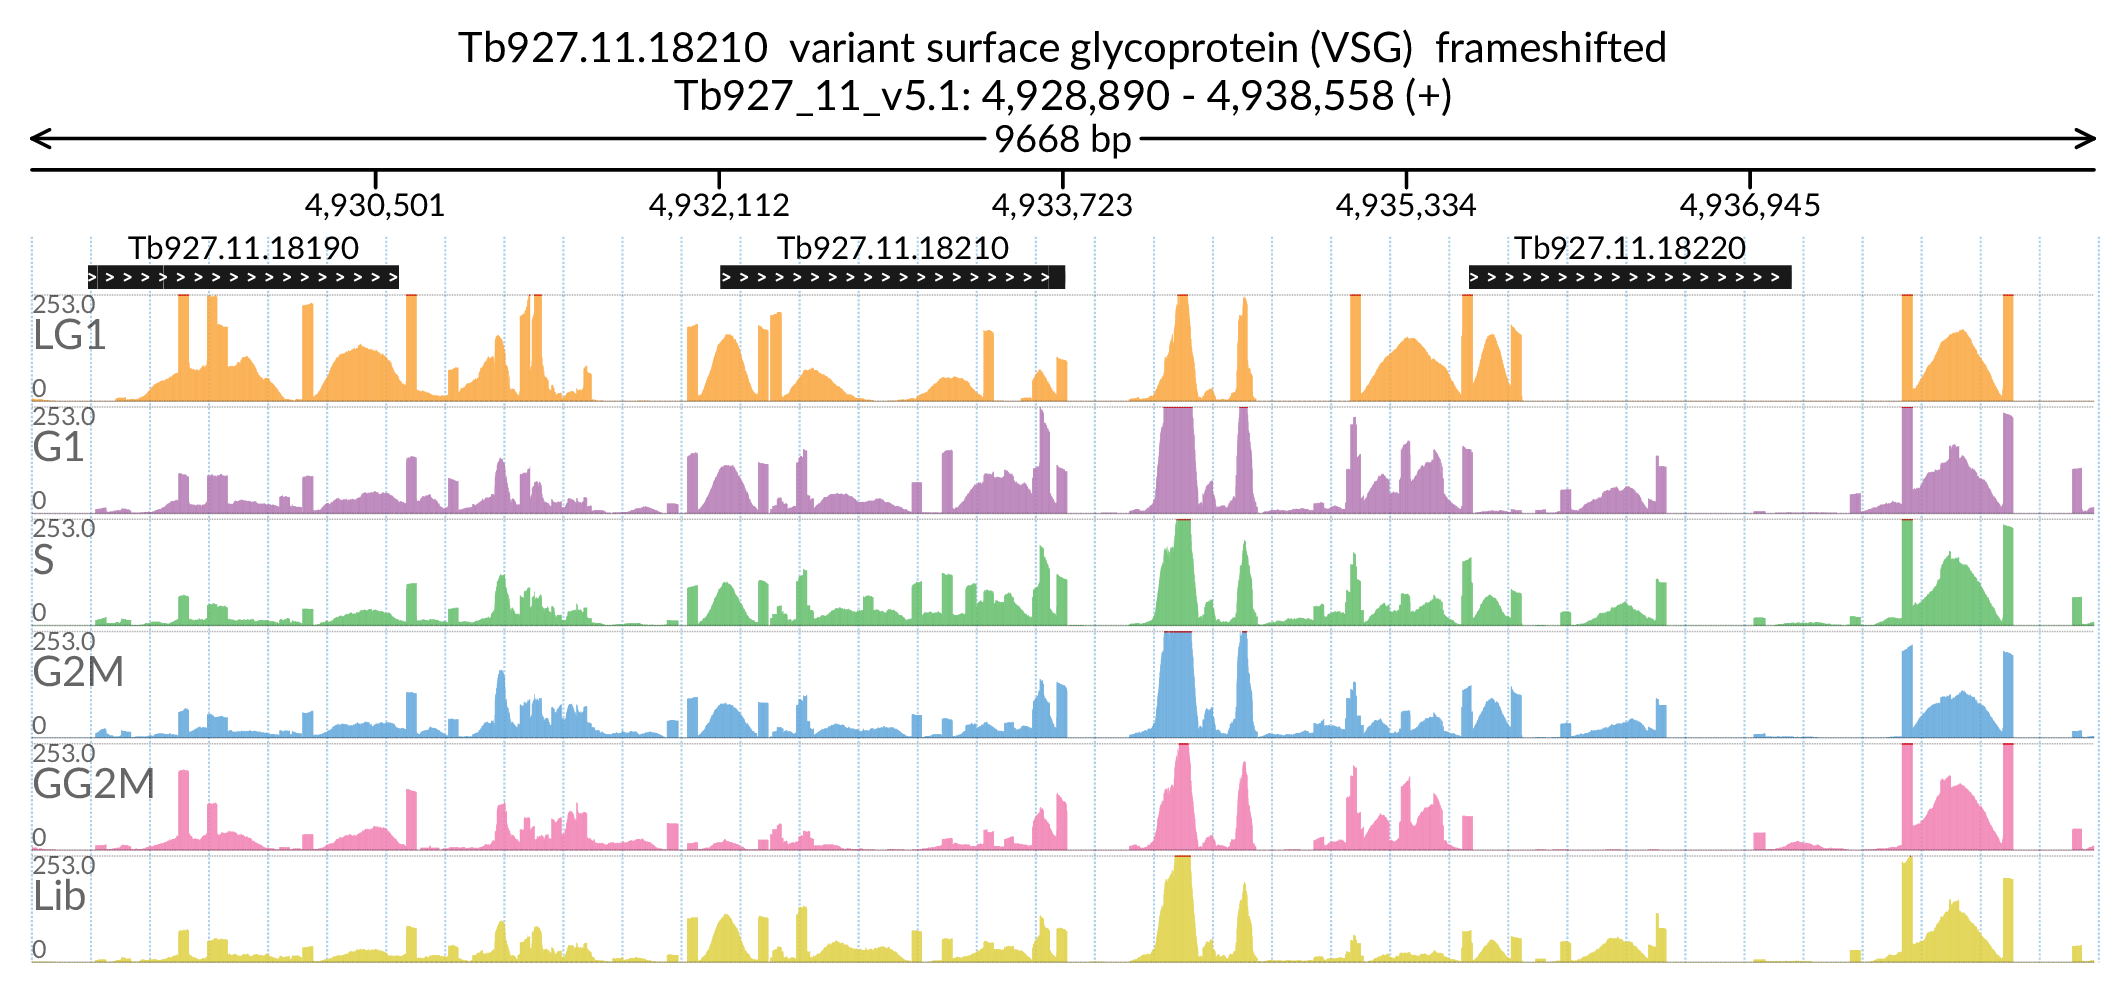 Tb927.11.18210  variant surface glycoprotein (VSG)  frameshifted
Tb927_11_v5.1: 4,928,890 - 4,938,558 (+)
9668 bp
4,930,501 4,932,112 4,933,723 4,935,334 4,936,945
Tb927.11.18190 Tb927.11.18210 Tb927.11.18220
253.0
LG1
0
253.0
G1
0
253.0
S
0
253.0
G2M
0
253.0
GG2M
0
253.0
Lib
0